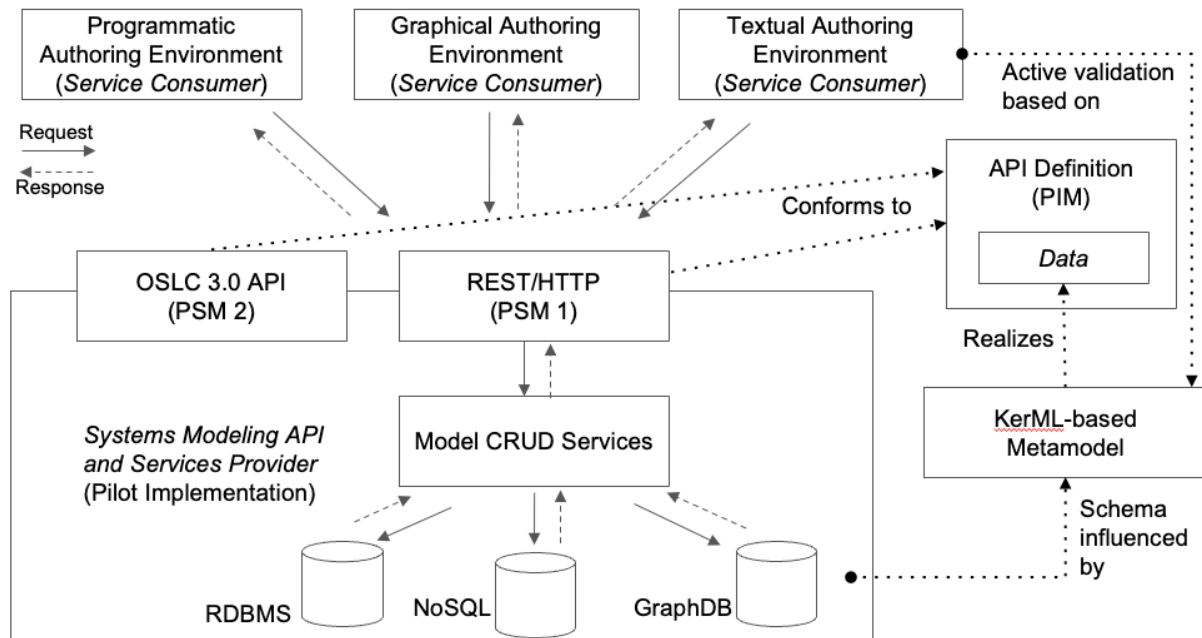 Programmatic
Authoring Environment
(Service Consumer)
Graphical Authoring
Environment
(Service Consumer)
Textual Authoring
Environment
(Service Consumer)
Active validation
based on
Request
Response
API Definition
(PIM)
Data
Conforms to
OSLC 3.0 API
(PSM 2)
REST/HTTP
(PSM 1)
Realizes
KerML-based
Metamodel
Systems Modeling API
and Services Provider
(Pilot Implementation)
Model CRUD Services
Schema
influenced
by
RDBMS
NoSQL
GraphDB